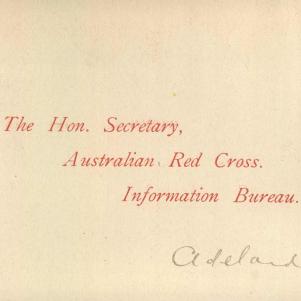 The Hon. Secretary,
Australian Red Cross.
Information Bureau.
Adelaid